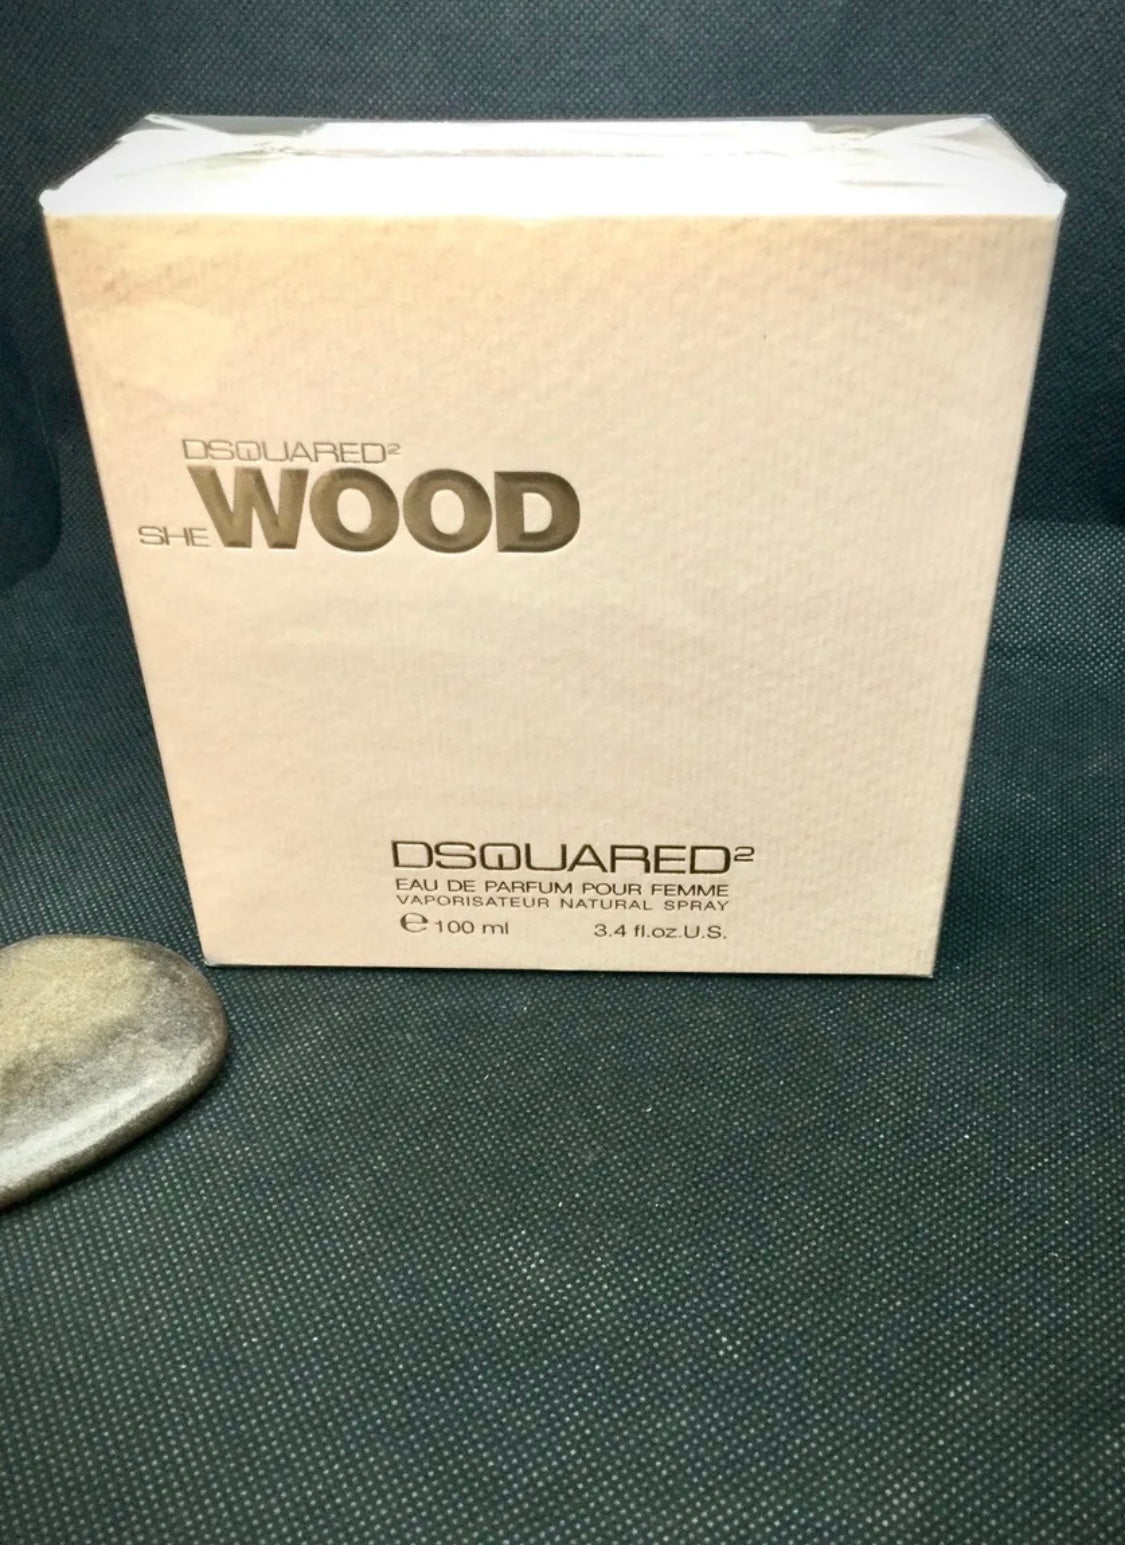 DSQUARED²
SHE WOOD
DSQUARED²
EAU DE PARFUM POUR FEMME
VAPORISATEUR NATURAL SPRAY
℮ 100 ml 3.4 fl.oz.U.S.